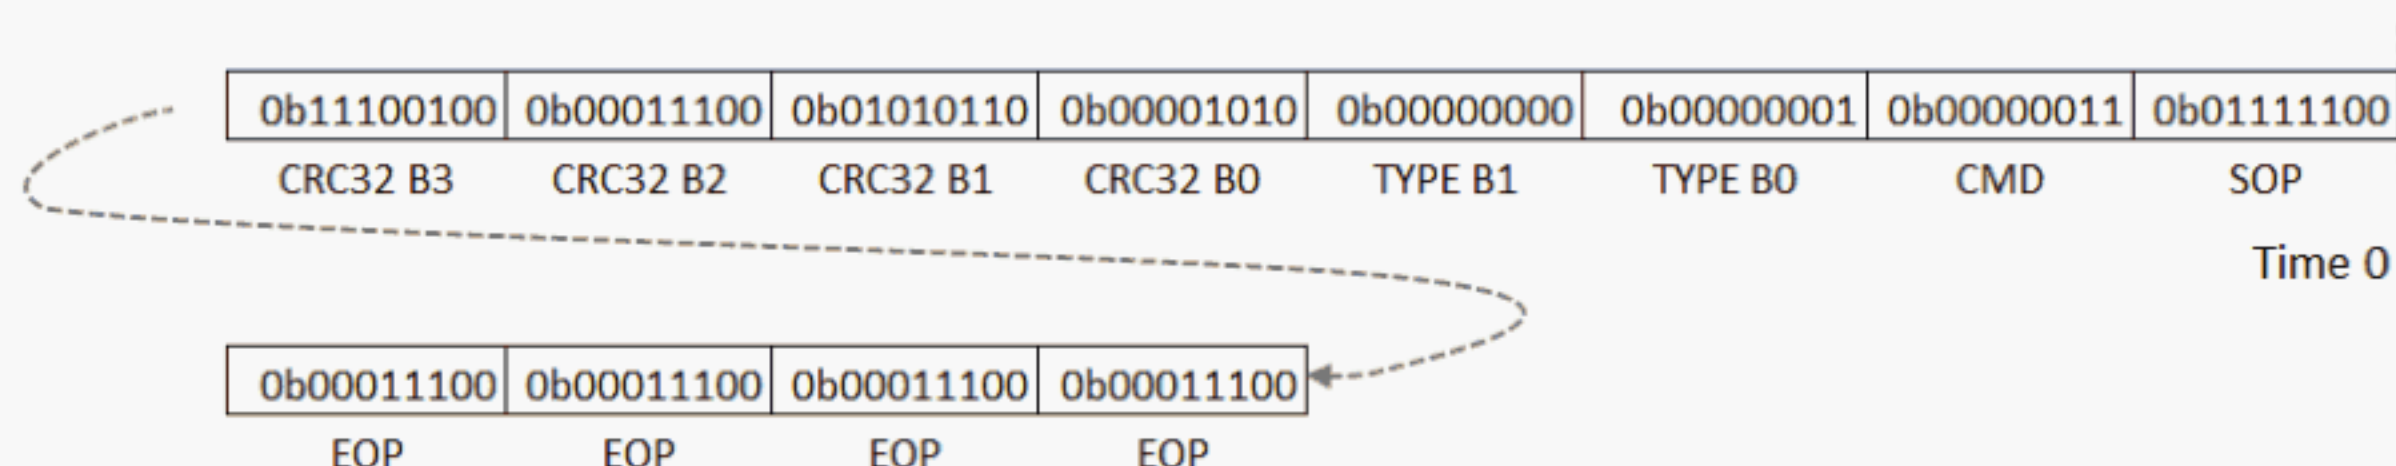 0b11100100 0b00011100 0b01010110 0b00001010 0b00000000 0b00000001 0b00000011 0b01111100
CRC32 B3 CRC32 B2 CRC32 B1 CRC32 B0 TYPE B1 TYPE B0 CMD SOP
Time 0
0b00011100 0b00011100 0b00011100 0b00011100
EOP EOP EOP EOP